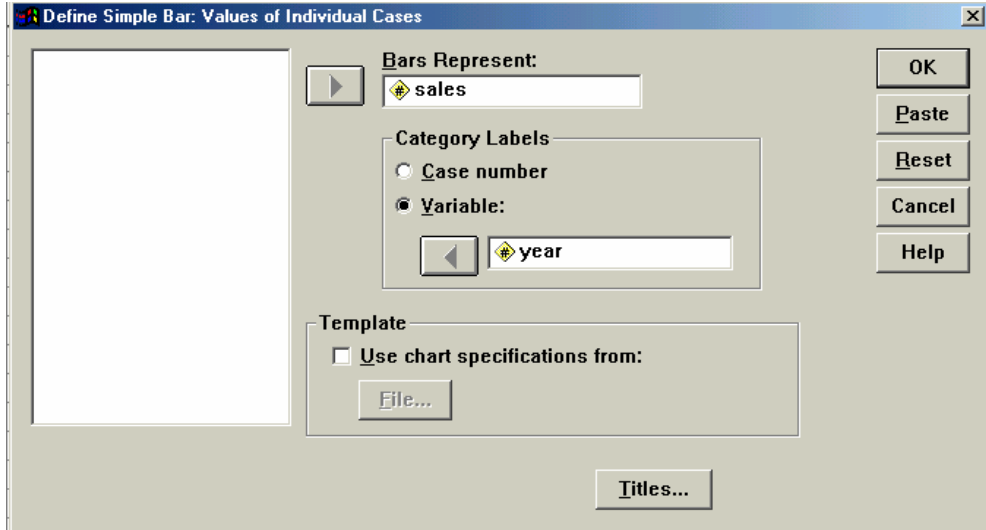 Define Simple Bar: Values of Individual Cases
Bars Represent:
# sales
Category Labels
Case number
Variable:
# year
Template
Use chart specifications from:
File...
Titles...
OK
Paste
Reset
Cancel
Help